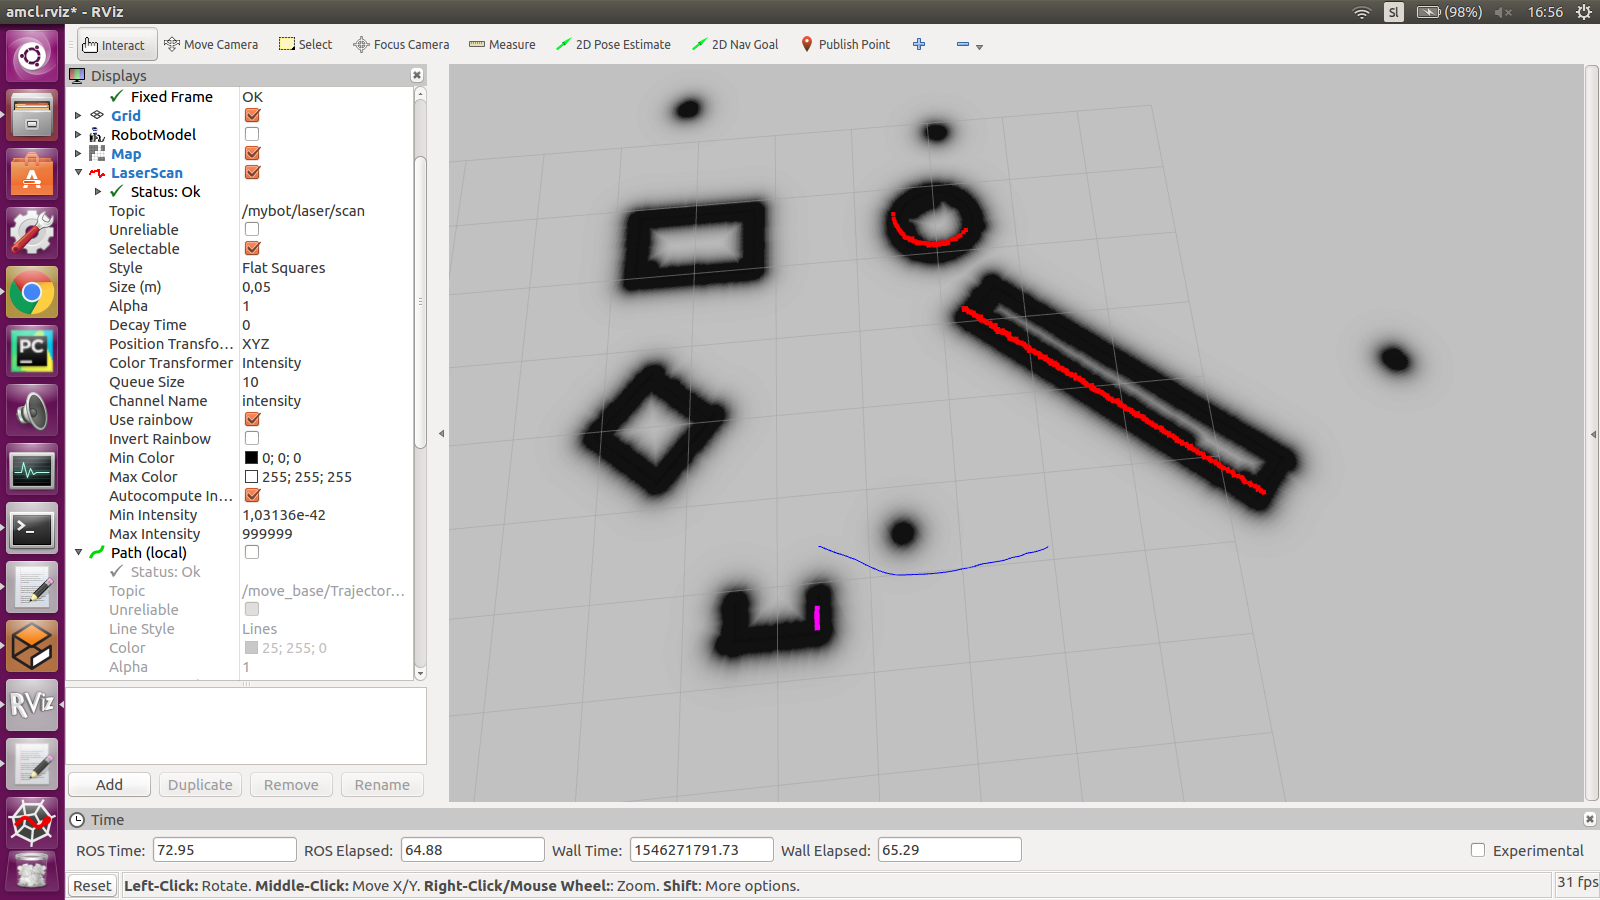 amcl.rviz* - RViz
Sl (98%) 16:56
Interact Move Camera Select Focus Camera Measure 2D Pose Estimate 2D Nav Goal Publish Point
Displays
Fixed Frame OK
Grid
RobotModel
Map
LaserScan
Status: Ok
Topic /mybot/laser/scan
Unreliable
Selectable
Style Flat Squares
Size (m) 0,05
Alpha 1
Decay Time 0
Position Transfo... XYZ
Color Transformer Intensity
Queue Size 10
Channel Name intensity
Use rainbow
Invert Rainbow
Min Color 0; 0; 0
Max Color 255; 255; 255
Autocompute In...
Min Intensity 1,03136e-42
Max Intensity 999999
Path (local)
Status: Ok
Topic /move_base/Trajector...
Unreliable
Line Style Lines
Color 25; 255; 0
Alpha 1
Add Duplicate Remove Rename
Time
ROS Time: 72.95 ROS Elapsed: 64.88 Wall Time: 1546271791.73 Wall Elapsed: 65.29 Experimental
Reset Left-Click: Rotate. Middle-Click: Move X/Y. Right-Click/Mouse Wheel:: Zoom. Shift: More options. 31 fps
PC
RViz